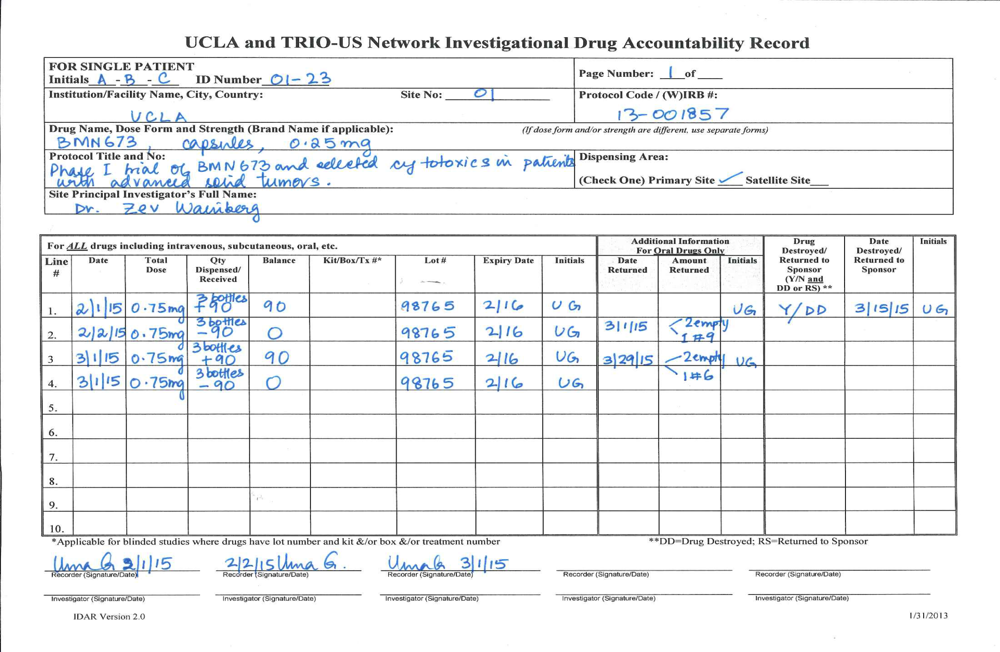 UCLA and TRIO-US Network Investigational Drug Accountability Record
FOR SINGLE PATIENT
Initials A - B - C ID Number 01-23
Page Number: 1 of
Institution/Facility Name, City, Country: Site No: 01
UCLA
Protocol Code / (W)IRB #:
13-001857
Drug Name, Dose Form and Strength (Brand Name if applicable): (If dose form and/or strength are different, use separate forms)
BMN673, capsules, 0.25mg
Protocol Title and No:
Phase I trial of BMN673 and selected cytotoxics in patients
with advanced solid tumors.
Dispensing Area:
(Check One) Primary Site ✓ Satellite Site
Site Principal Investigator's Full Name:
Dr. Zev Wainberg
For ALL drugs including intravenous, subcutaneous, oral, etc.
Additional Information
For Oral Drugs Only
Line # Date Total Dose Qty Dispensed/ Received Balance Kit/Box/Tx #* Lot # Expiry Date Initials Date Returned Amount Returned Initials Drug Destroyed/ Returned to Sponsor (Y/N and DD or RS) ** Date Destroyed/ Returned to Sponsor Initials
1. 2/1/15 0.75mg 3 bottles +90 90 98765 2/16 UG UG Y/DD 3/15/15 UG
2. 2/2/15 0.75mg 3 bottles -90 0 98765 2/16 UG 3/1/15 2 empty 1 #9
3 3/1/15 0.75mg 3 bottles +90 90 98765 2/16 UG 3/29/15 2 empty 1 #6 UG
4. 3/1/15 0.75mg 3 bottles -90 0 98765 2/16 UG
5.
6.
7.
8.
9.
10.
*Applicable for blinded studies where drugs have lot number and kit &/or box &/or treatment number
**DD=Drug Destroyed; RS=Returned to Sponsor
Uma G 2/1/15 2/2/15 Uma G. Uma G 3/1/15
Recorder (Signature/Date) Recorder (Signature/Date) Recorder (Signature/Date) Recorder (Signature/Date) Recorder (Signature/Date)
Investigator (Signature/Date) Investigator (Signature/Date) Investigator (Signature/Date) Investigator (Signature/Date) Investigator (Signature/Date)
IDAR Version 2.0
1/31/2013